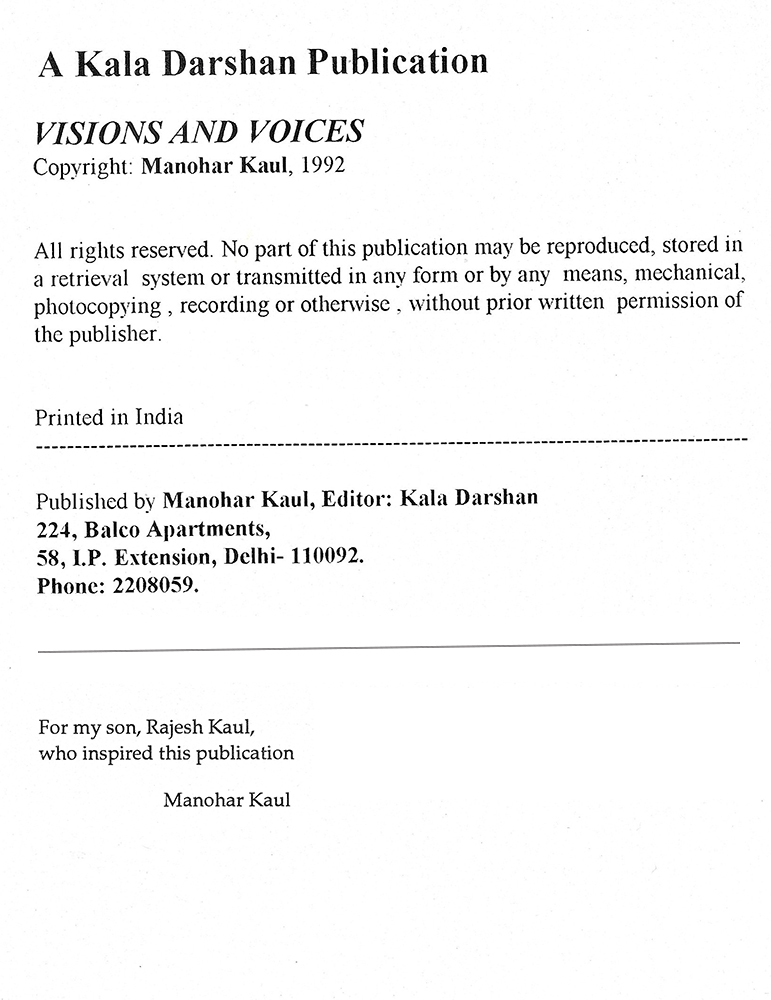 A Kala Darshan Publication
VISIONS AND VOICES
Copyright: Manohar Kaul, 1992
All rights reserved. No part of this publication may be reproduced, stored in
a retrieval system or transmitted in any form or by any means, mechanical,
photocopying , recording or otherwise , without prior written permission of
the publisher.
Printed in India
--------------------------------------------------------------------------------------------
Published by Manohar Kaul, Editor: Kala Darshan
224, Balco Apartments,
58, I.P. Extension, Delhi- 110092.
Phone: 2208059.
For my son, Rajesh Kaul,
who inspired this publication
Manohar Kaul